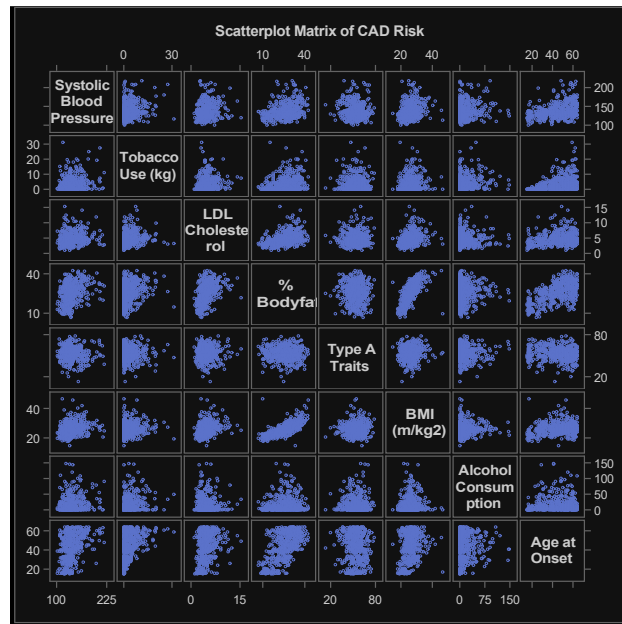 Scatterplot Matrix of CAD Risk
0 30 10 40 20 40 20 40 60
Systolic
Blood
Pressure
200
150
100
30
20
10
0
Tobacco
Use (kg)
LDL
Choleste
rol
15
10
5
0
40
10
%
Bodyfat
Type A
Traits
80
20
40
20
BMI
(m/kg2)
Alcohol
Consum
ption
150
100
50
0
60
40
20
Age at
Onset
100 225 0 15 20 80 0 75 150